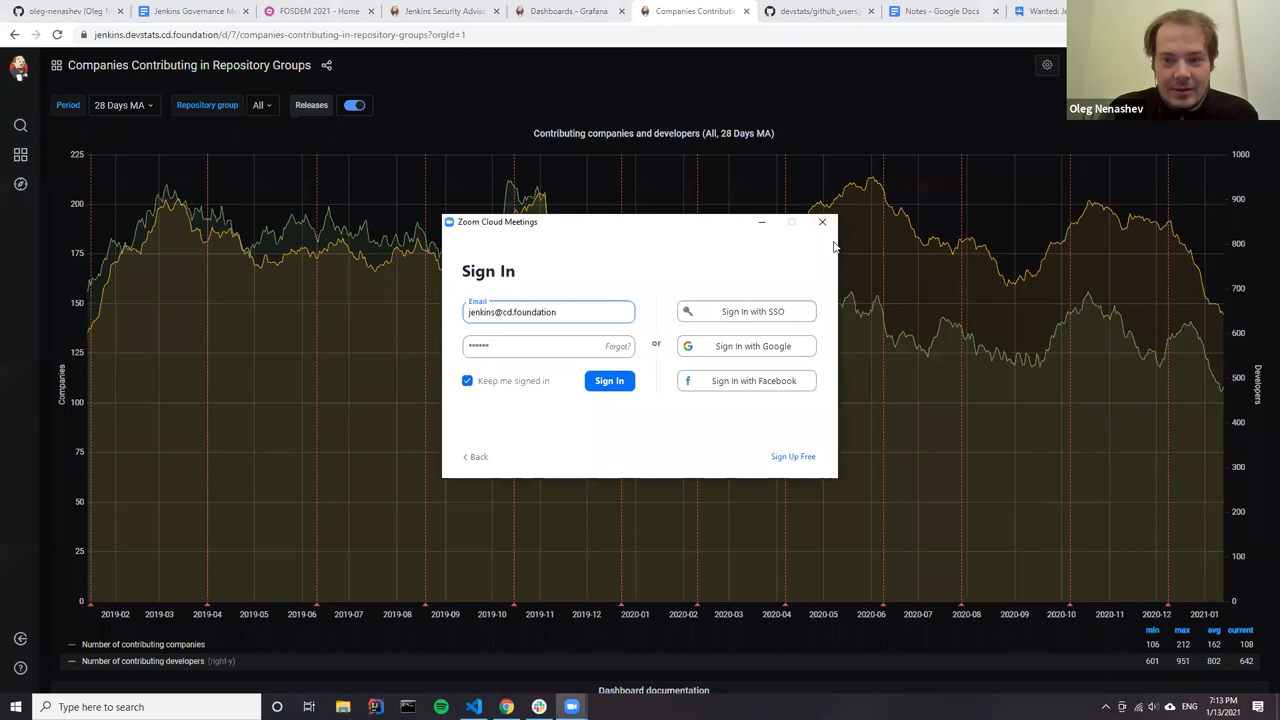 oleg-nenashev (Oleg N
Jenkins Governance M
FOSDEM 2021 - Home
Jenkins Security Advis
Dashboards - Grafana
Companies Contributi
devstats/github_users.j
Notes - Google Docs
Wanted: Je
jenkins.devstats.cd.foundation/d/7/companies-contributing-in-repository-groups?orgId=1
Companies Contributing in Repository Groups
Oleg Nenashev
Period 28 Days MA Repository group All Releases
Contributing companies and developers (All, 28 Days MA)
225
200
175
150
125
100
75
50
25
0
Companies
1000
900
800
700
600
500
400
300
200
100
0
Developers
Zoom Cloud Meetings
Sign In
Email
jenkins@cd.foundation
****** Forgot?
Keep me signed in
Sign In
or
Sign In with SSO
Sign In with Google
Sign In with Facebook
Back
Sign Up Free
2019-02 2019-03 2019-04 2019-05 2019-06 2019-07 2019-08 2019-09 2019-10 2019-11 2019-12 2020-01 2020-02 2020-03 2020-04 2020-05 2020-06 2020-07 2020-08 2020-09 2020-10 2020-11 2020-12 2021-01
min max avg current
Number of contributing companies 106 212 162 108
Number of contributing developers (right-y) 601 951 802 642
Dashboard documentation
Type here to search
ENG
7:13 PM
1/13/2021